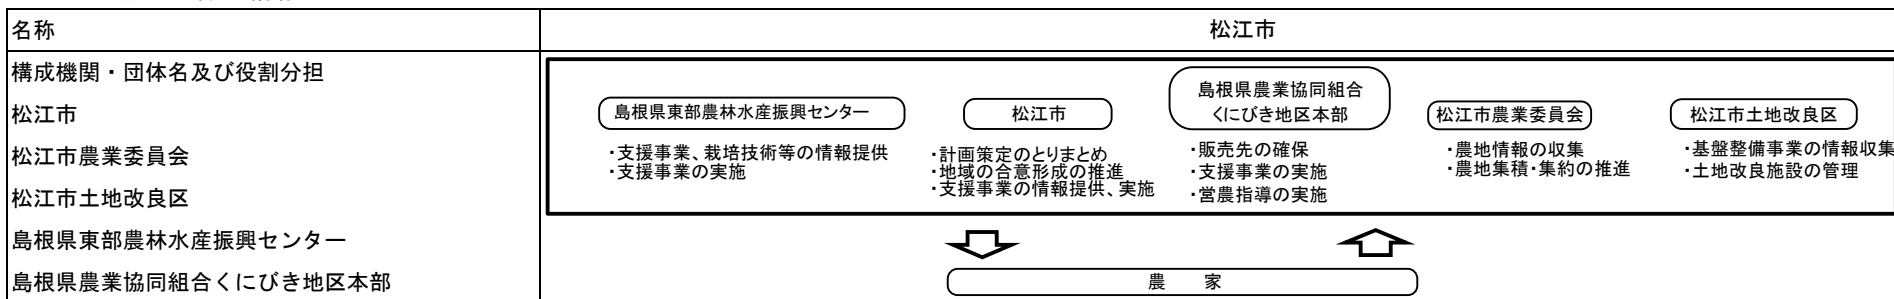 名称
松江市
構成機関・団体名及び役割分担
松江市
松江市農業委員会
松江市土地改良区
島根県東部農林水産振興センター
島根県農業協同組合くにびき地区本部
島根県東部農林水産振興センター
・支援事業、栽培技術等の情報提供
・支援事業の実施
松江市
・計画策定のとりまとめ
・地域の合意形成の推進
・支援事業の情報提供、実施
島根県農業協同組合
くにびき地区本部
・販売先の確保
・支援事業の実施
・営農指導の実施
松江市農業委員会
・農地情報の収集
・農地集積・集約の推進
松江市土地改良区
・基盤整備事業の情報収集
・土地改良施設の管理
農　家